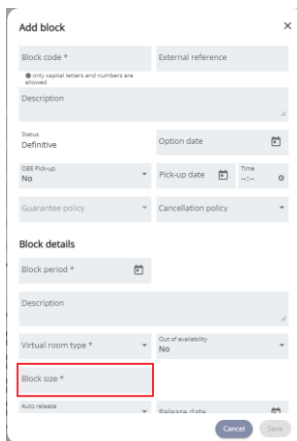 Add block
Block code *
External reference
only capital letters and numbers are
allowed
Description
Status
Definitive
Option date
OBE Pick-up
No
Pick-up date
Time
--:--
Guarantee policy
Cancellation policy
Block details
Block period *
Description
Virtual room type *
Out of availability
No
Block size *
Auto release
Release date
Cancel
Save